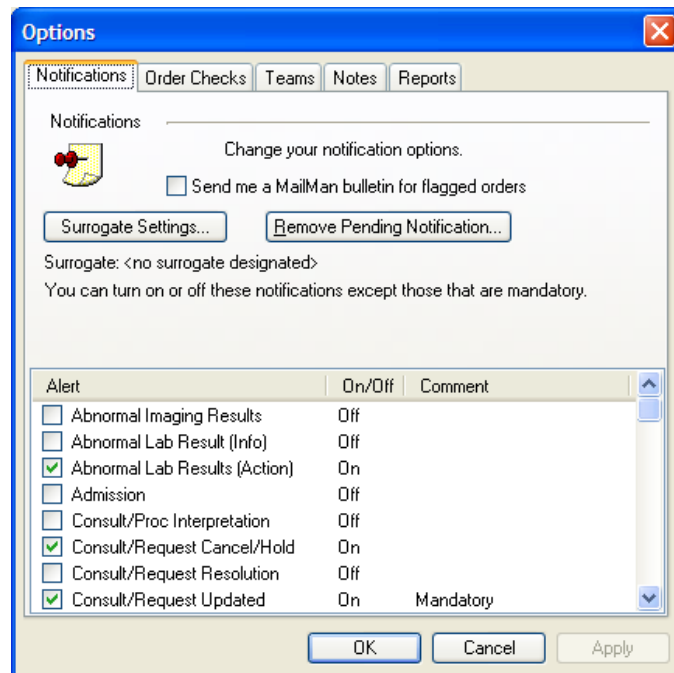 Options
Notifications Order Checks Teams Notes Reports
Notifications
Change your notification options.
Send me a MailMan bulletin for flagged orders
Surrogate Settings... Remove Pending Notification...
Surrogate: <no surrogate designated>
You can turn on or off these notifications except those that are mandatory.
Alert On/Off Comment
Abnormal Imaging Results Off
Abnormal Lab Result (Info) Off
Abnormal Lab Results (Action) On
Admission Off
Consult/Proc Interpretation Off
Consult/Request Cancel/Hold On
Consult/Request Resolution Off
Consult/Request Updated On Mandatory
OK Cancel Apply